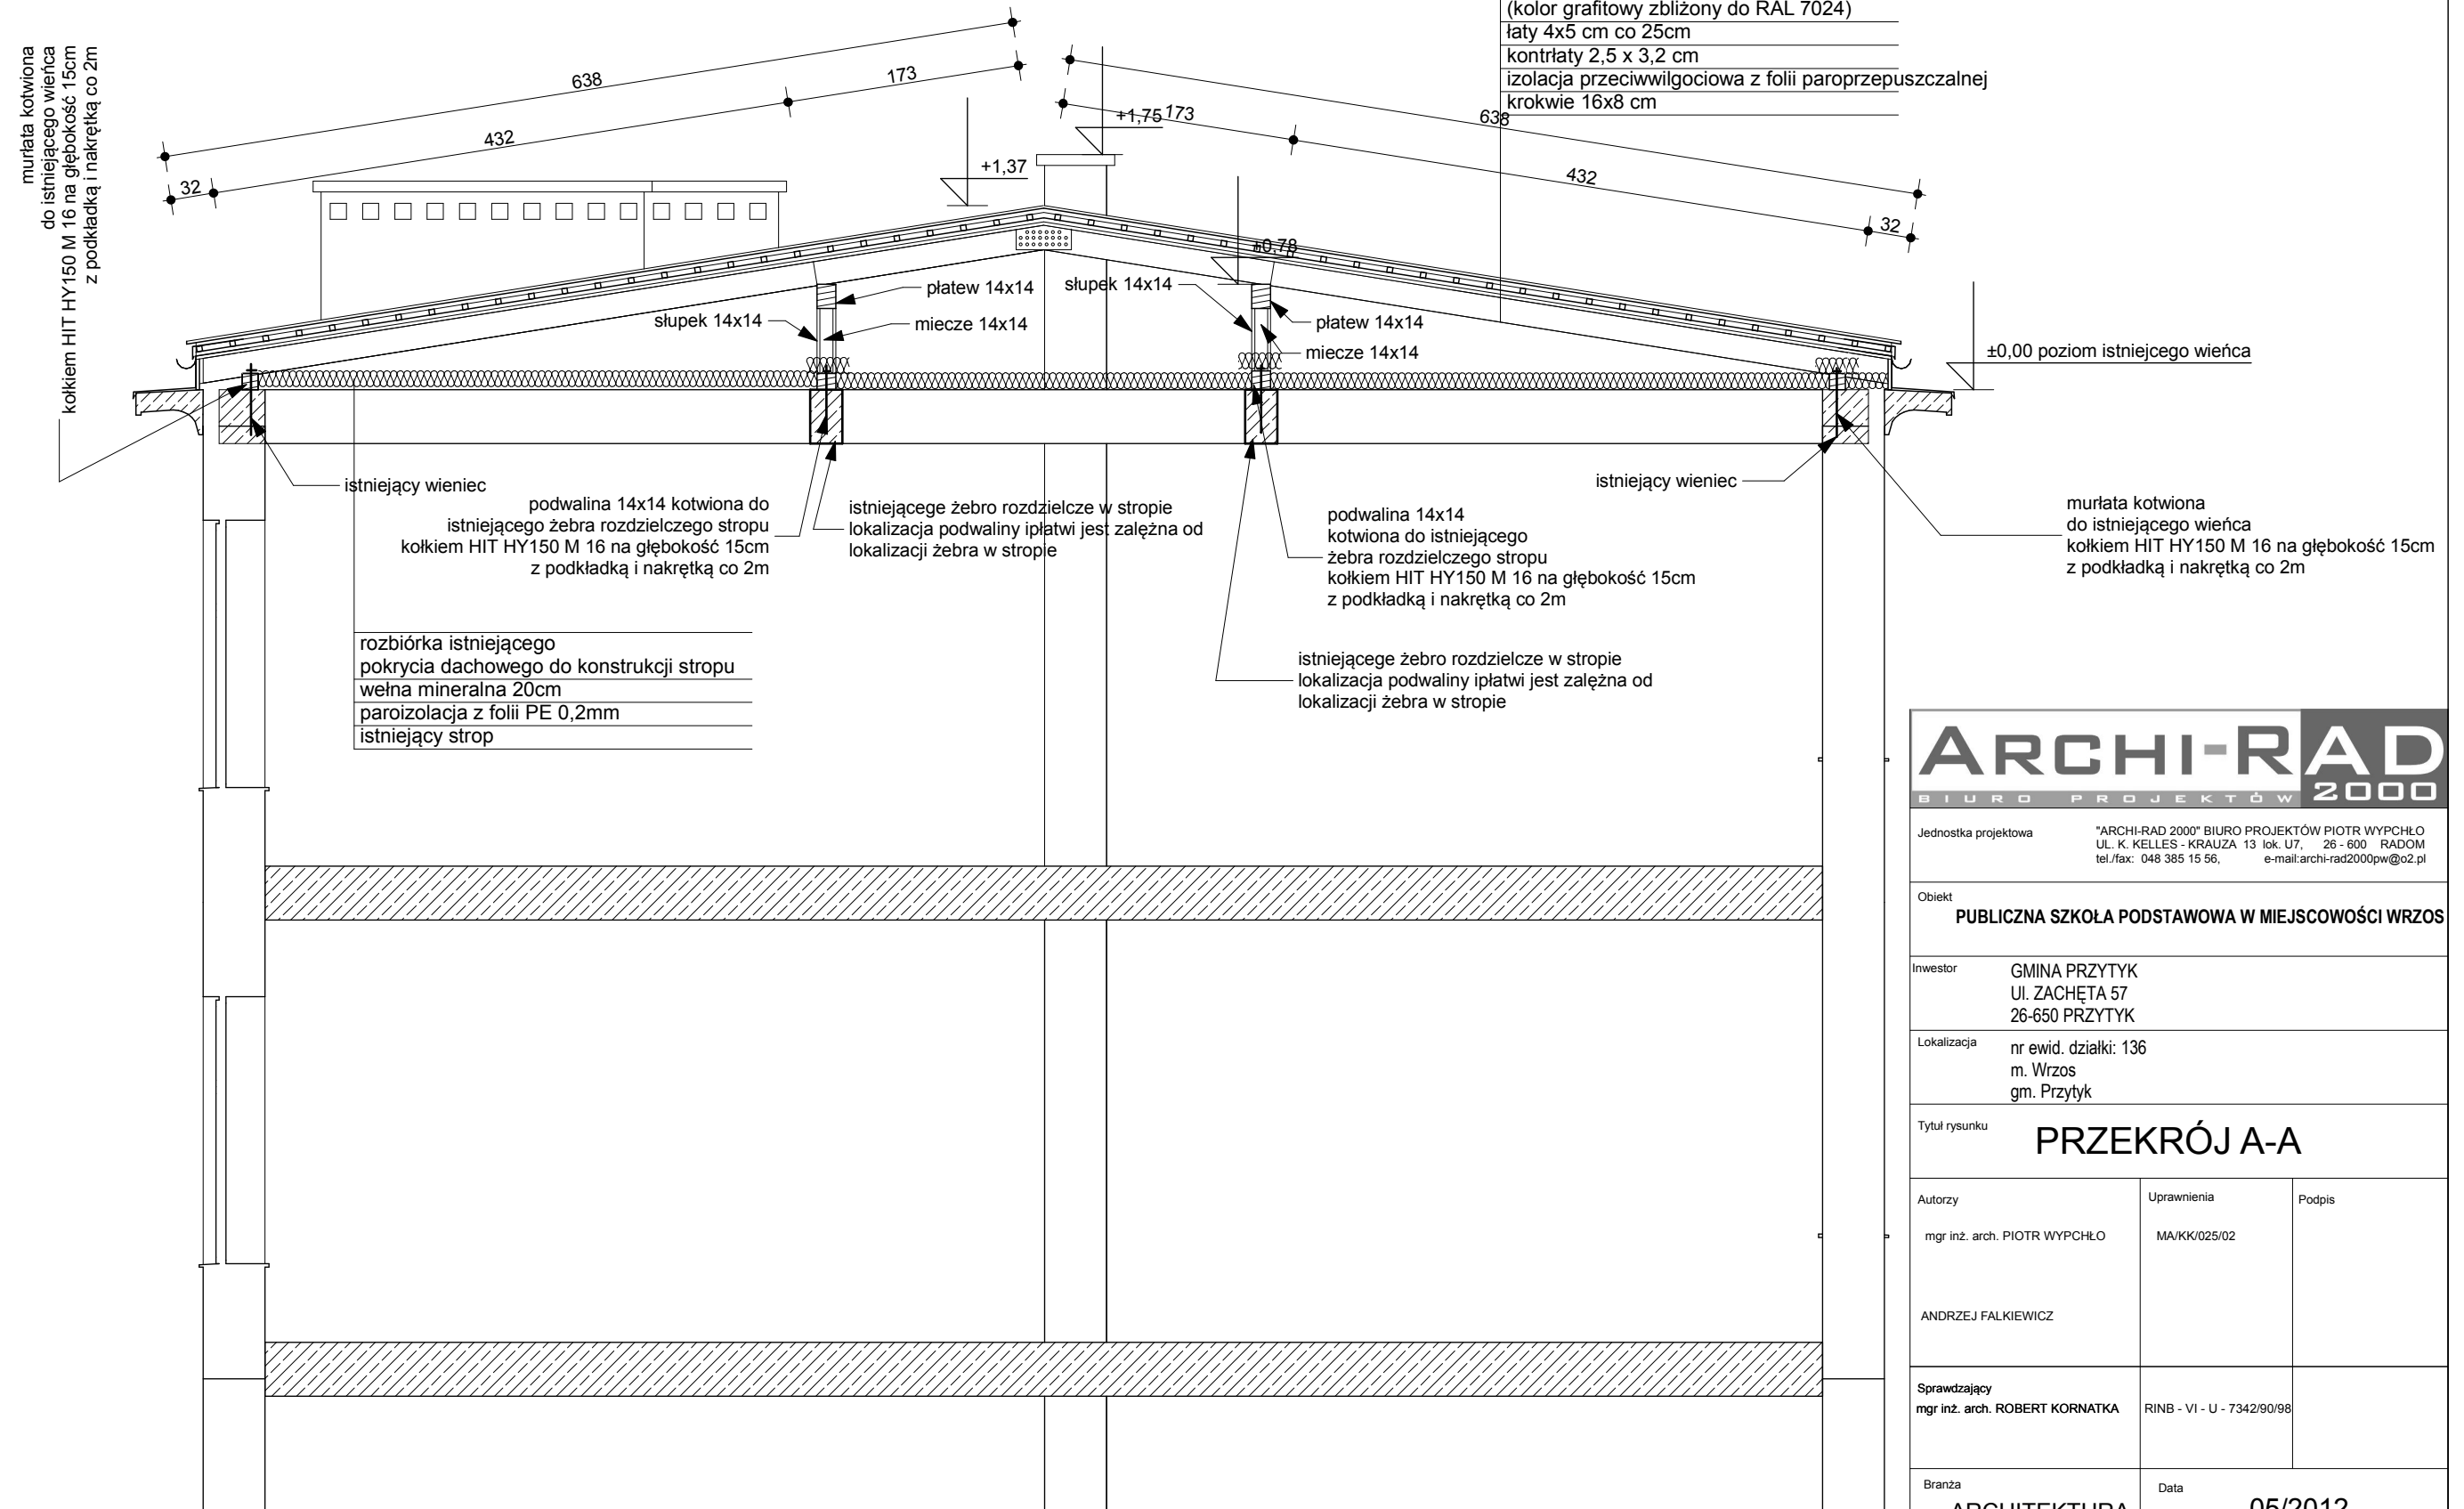 (kolor grafitowy zbliżony do RAL 7024)
łaty 4x5 cm co 25cm
kontrłaty 2,5 x 3,2 cm
izolacja przeciwwilgociowa z folii paroprzepuszczalnej
krokwie 16x8 cm
murłata kotwiona
do istniejącego wieńca
kołkiem HIT HY150 M 16 na głębokość 15cm
z podkładką i nakrętką co 2m
638
173
432
32
+1,37
+1,75
173
638
432
32
±0,78
płatew 14x14
słupek 14x14
miecze 14x14
słupek 14x14
płatew 14x14
miecze 14x14
±0,00 poziom istniejcego wieńca
istniejący wieniec
podwalina 14x14 kotwiona do
istniejącego żebra rozdzielczego stropu
kołkiem HIT HY150 M 16 na głębokość 15cm
z podkładką i nakrętką co 2m
istniejącege żebro rozdzielcze w stropie
lokalizacja podwaliny ipłatwi jest zalężna od
lokalizacji żebra w stropie
podwalina 14x14
kotwiona do istniejącego
żebra rozdzielczego stropu
kołkiem HIT HY150 M 16 na głębokość 15cm
z podkładką i nakrętką co 2m
istniejący wieniec
murłata kotwiona
do istniejącego wieńca
kołkiem HIT HY150 M 16 na głębokość 15cm
z podkładką i nakrętką co 2m
rozbiórka istniejącego
pokrycia dachowego do konstrukcji stropu
wełna mineralna 20cm
paroizolacja z folii PE 0,2mm
istniejący strop
istniejącege żebro rozdzielcze w stropie
lokalizacja podwaliny ipłatwi jest zalężna od
lokalizacji żebra w stropie
ARCHI-RAD
BIURO PROJEKTÓW 2000
Jednostka projektowa
"ARCHI-RAD 2000" BIURO PROJEKTÓW PIOTR WYPCHŁO
UL. K. KELLES - KRAUZA 13 lok. U7, 26 - 600 RADOM
tel./fax: 048 385 15 56, e-mail:archi-rad2000pw@o2.pl
Obiekt
PUBLICZNA SZKOŁA PODSTAWOWA W MIEJSCOWOŚCI WRZOS
Inwestor
GMINA PRZYTYK
Ul. ZACHĘTA 57
26-650 PRZYTYK
Lokalizacja
nr ewid. działki: 136
m. Wrzos
gm. Przytyk
Tytuł rysunku
PRZEKRÓJ A-A
Autorzy Uprawnienia Podpis
mgr inż. arch. PIOTR WYPCHŁO MA/KK/025/02
ANDRZEJ FALKIEWICZ
Sprawdzający
mgr inż. arch. ROBERT KORNATKA RINB - VI - U - 7342/90/98
Branża Data
ARCHITEKTURA 05/2012